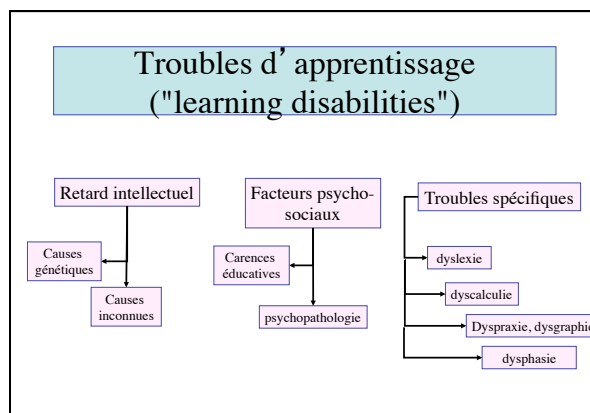 Troubles d’ apprentissage
("learning disabilities")
Retard intellectuel
Causes
génétiques
Causes
inconnues
Facteurs psycho-
sociaux
Carences
éducatives
psychopathologie
Troubles spécifiques
dyslexie
dyscalculie
Dyspraxie, dysgraphie
dysphasie